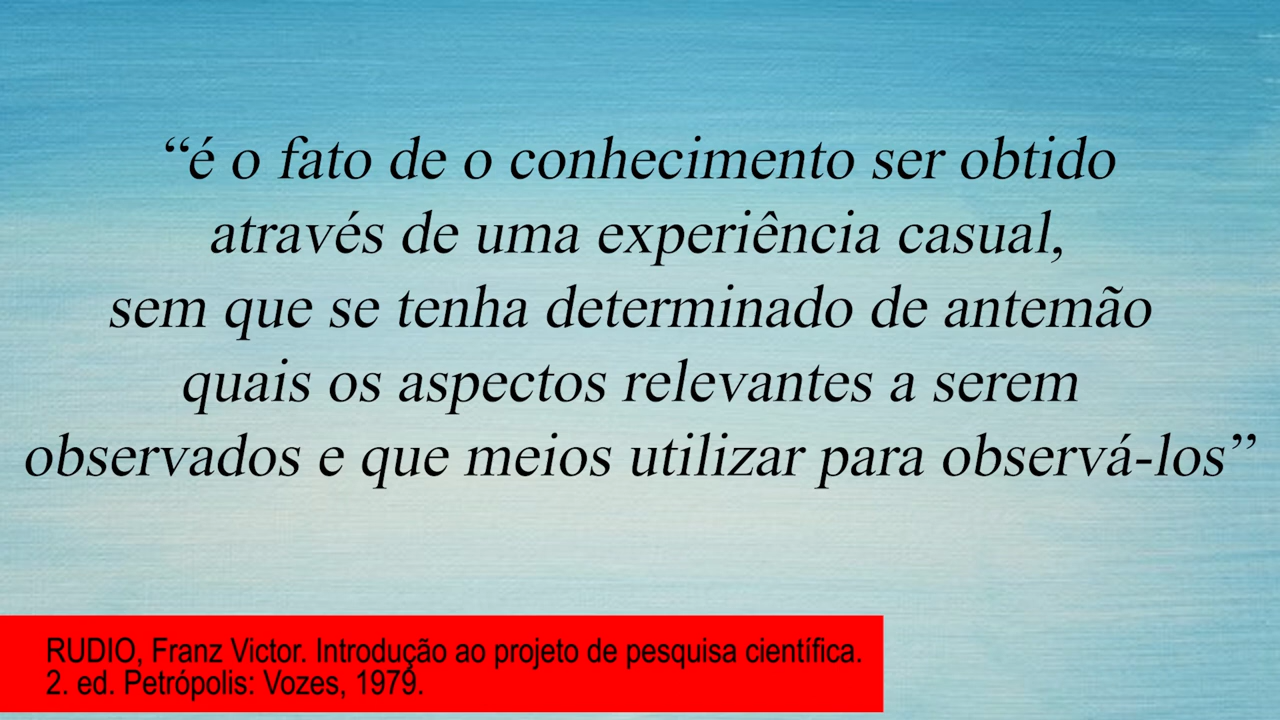 “é o fato de o conhecimento ser obtido
através de uma experiência casual,
sem que se tenha determinado de antemão
quais os aspectos relevantes a serem
observados e que meios utilizar para observá-los”
RUDIO, Franz Victor. Introdução ao projeto de pesquisa científica.
2. ed. Petrópolis: Vozes, 1979.